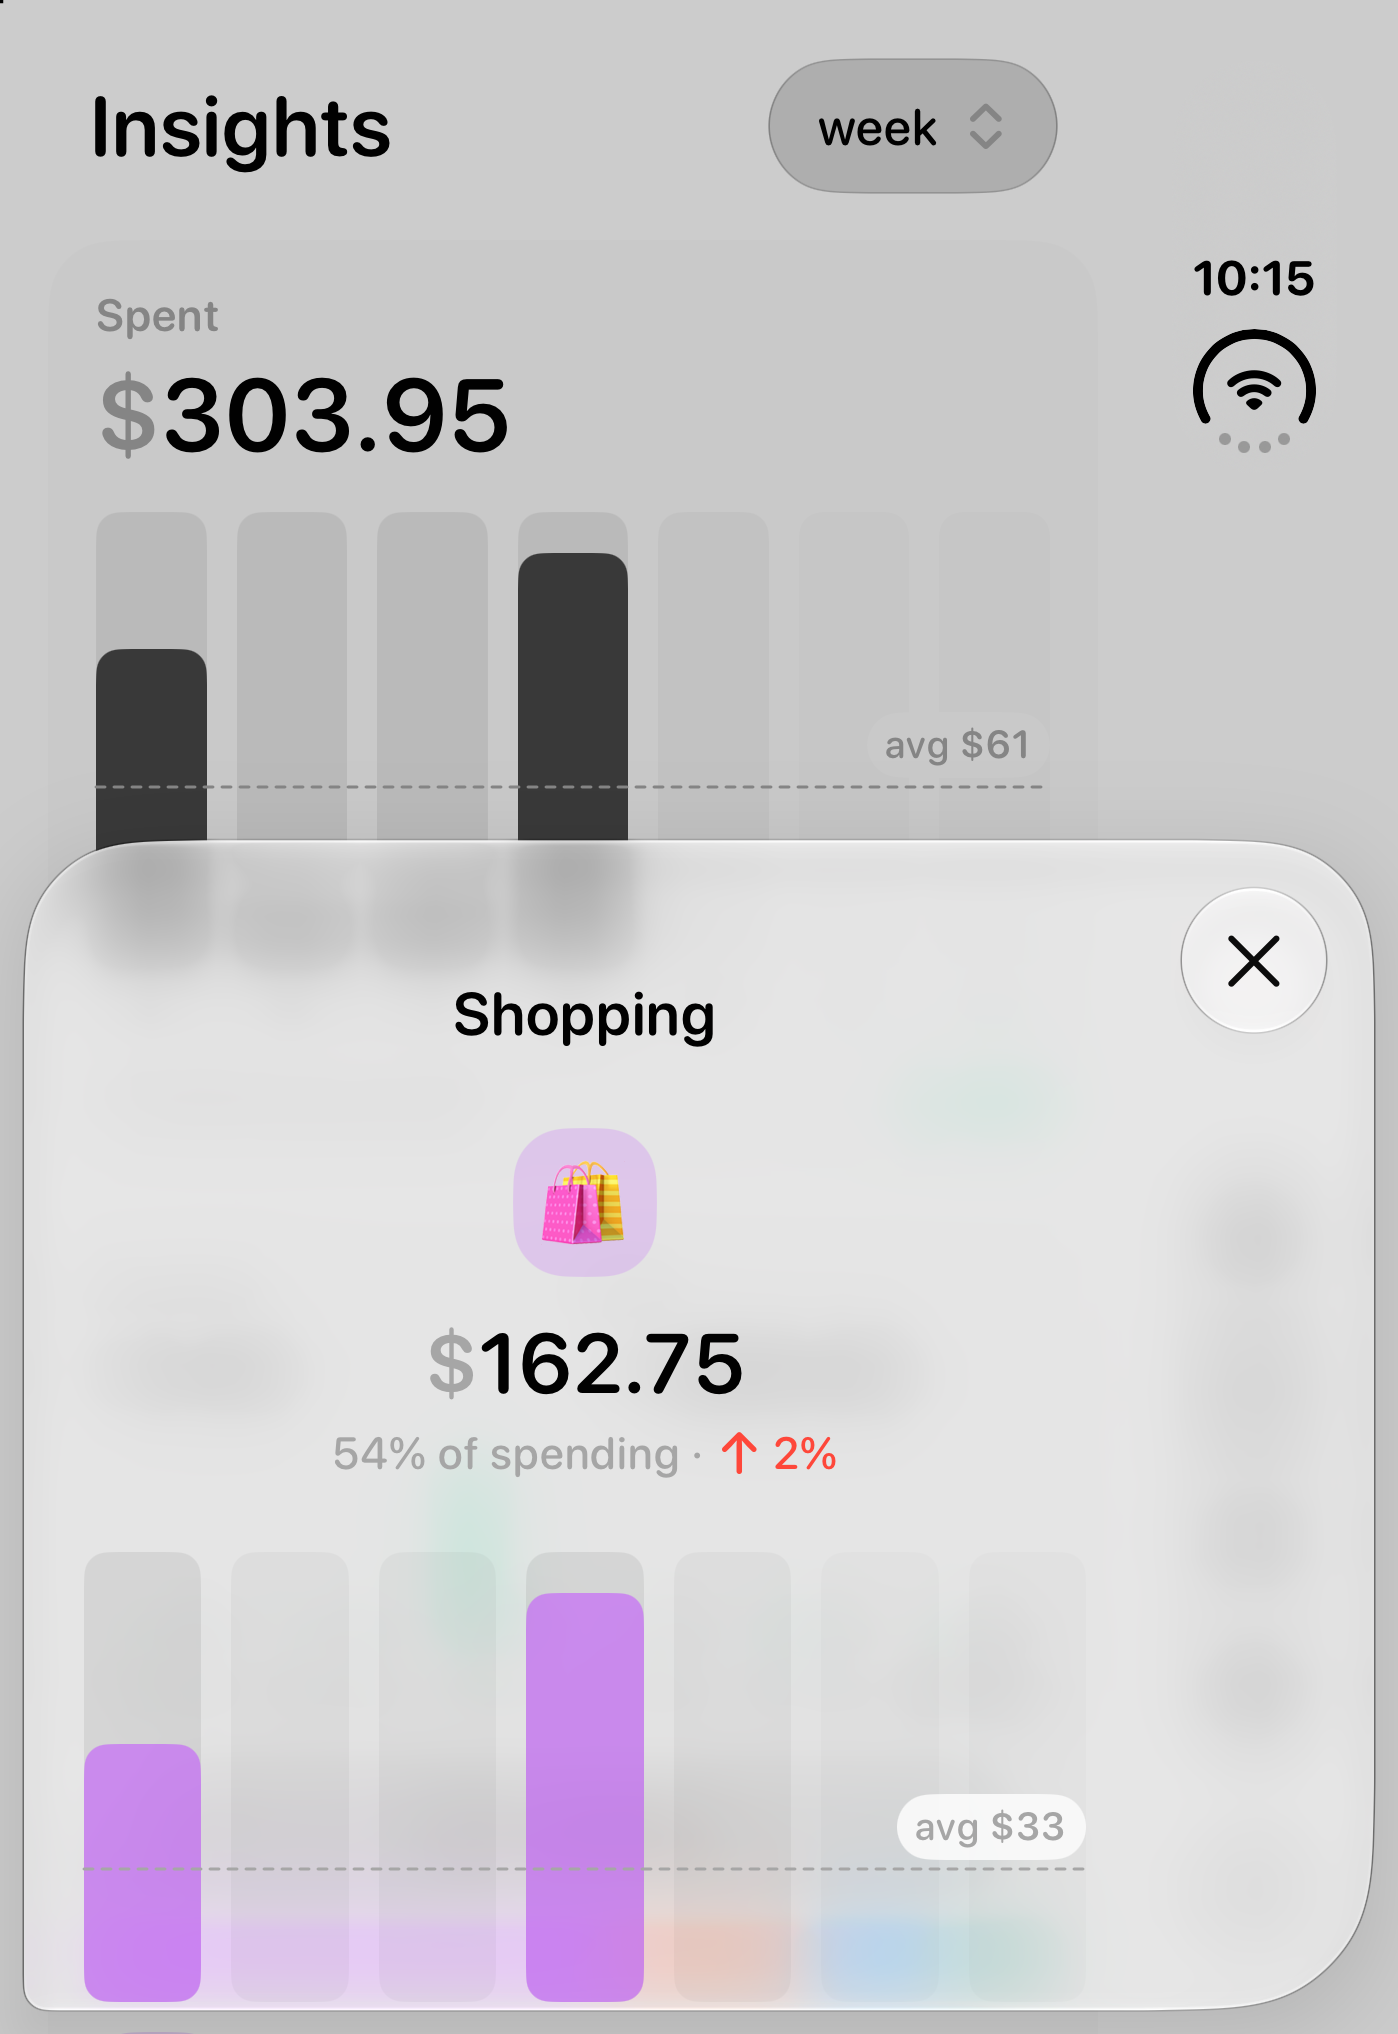 Insights
week
10:15
Spent
$303.95
avg $61
Shopping
$162.75
54% of spending · ↑ 2%
avg $33